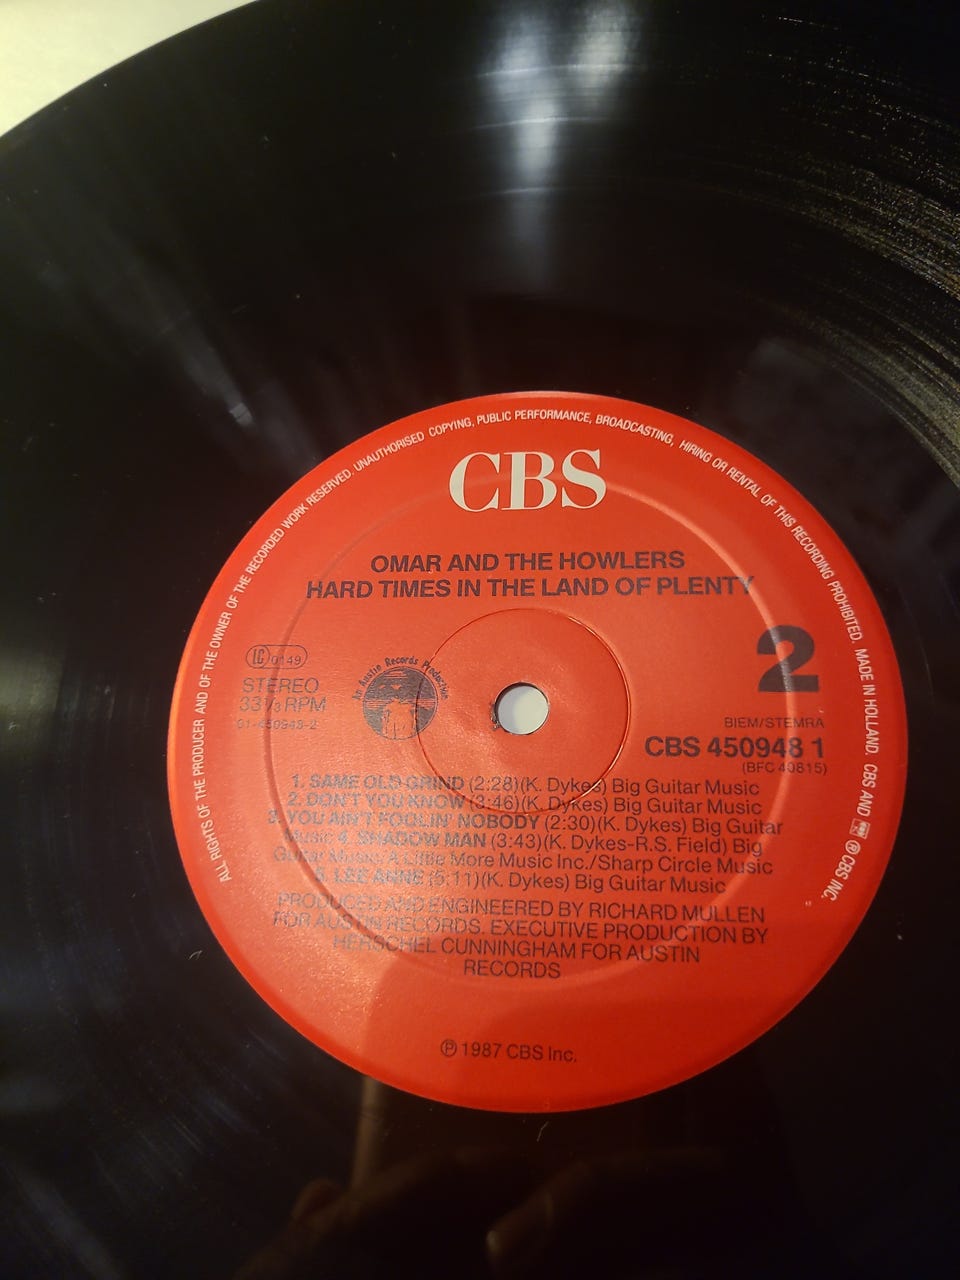 ALL RIGHTS OF THE PRODUCER AND OF THE OWNER OF THE RECORDED WORK RESERVED. UNAUTHORISED COPYING, PUBLIC PERFORMANCE, BROADCASTING, HIRING OR RENTAL OF THIS RECORDING PROHIBITED. MADE IN HOLLAND. CBS AND ® CBS INC.
CBS
OMAR AND THE HOWLERS
HARD TIMES IN THE LAND OF PLENTY
2
LC 0149
An Austin Records Production
STEREO
33 1/3 RPM
01-450948-2
BIEM/STEMRA
CBS 450948 1
(BFC 40815)
1. SAME OLD GRIND (2:28)(K. Dykes) Big Guitar Music
2. DON'T YOU KNOW (3:46)(K. Dykes) Big Guitar Music
3. YOU AIN'T FOOLIN' NOBODY (2:30)(K. Dykes) Big Guitar
Music 4. SHADOW MAN (3:43)(K. Dykes-R.S. Field) Big
Guitar Music, A Little More Music Inc./Sharp Circle Music
5. LEE ANNE (5:11)(K. Dykes) Big Guitar Music
PRODUCED AND ENGINEERED BY RICHARD MULLEN
FOR AUSTIN RECORDS. EXECUTIVE PRODUCTION BY
HERSCHEL CUNNINGHAM FOR AUSTIN
RECORDS
℗ 1987 CBS Inc.